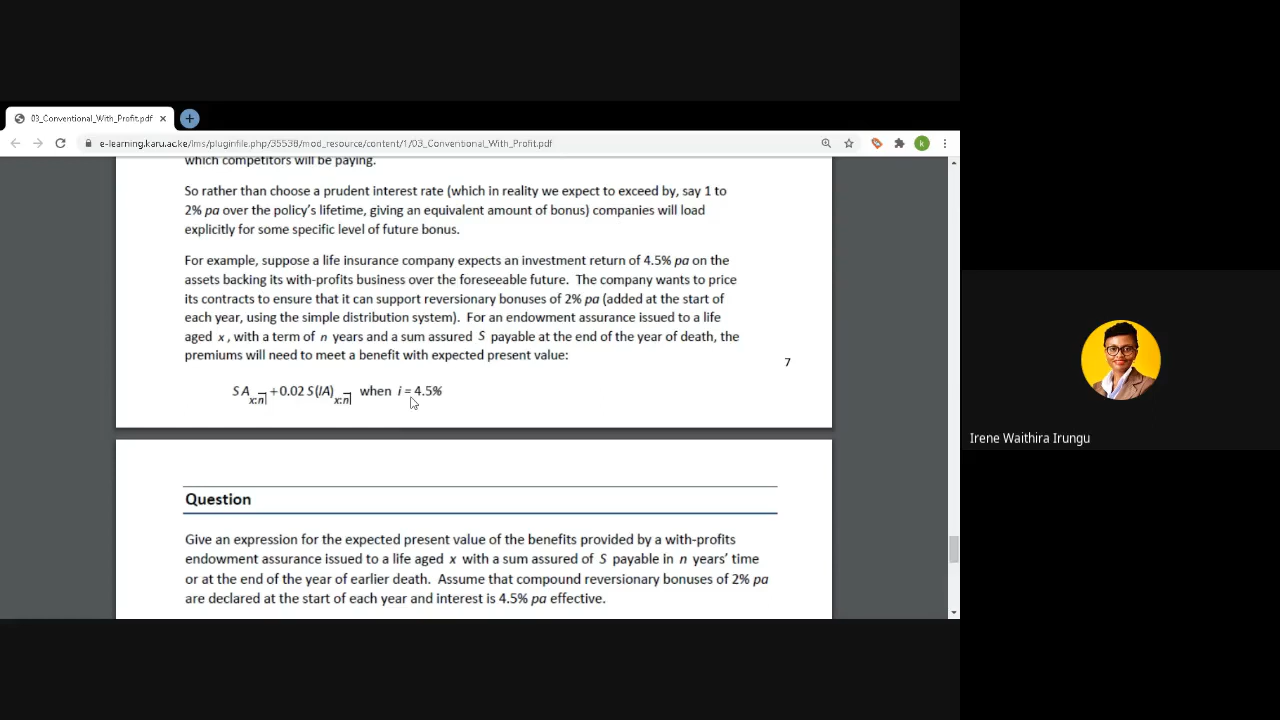 03_Conventional_With_Profit.pdf
e-learning.karu.ac.ke/lms/pluginfile.php/35538/mod_resource/content/1/03_Conventional_With_Profit.pdf
k
which competitors will be paying.
So rather than choose a prudent interest rate (which in reality we expect to exceed by, say 1 to
2% pa over the policy's lifetime, giving an equivalent amount of bonus) companies will load
explicitly for some specific level of future bonus.
For example, suppose a life insurance company expects an investment return of 4.5% pa on the
assets backing its with-profits business over the foreseeable future. The company wants to price
its contracts to ensure that it can support reversionary bonuses of 2% pa (added at the start of
each year, using the simple distribution system). For an endowment assurance issued to a life
aged x, with a term of n years and a sum assured S payable at the end of the year of death, the
premiums will need to meet a benefit with expected present value:
7
S A x:n̅| + 0.02 S(IA) x:n̅| when i = 4.5%
Irene Waithira Irungu
Question
Give an expression for the expected present value of the benefits provided by a with-profits
endowment assurance issued to a life aged x with a sum assured of S payable in n years' time
or at the end of the year of earlier death. Assume that compound reversionary bonuses of 2% pa
are declared at the start of each year and interest is 4.5% pa effective.